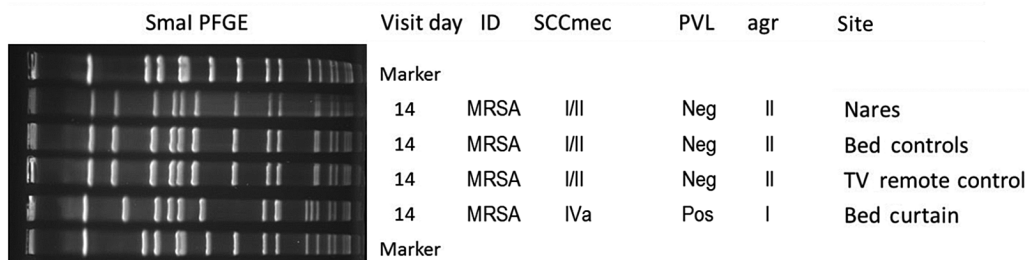 SmaI PFGE Visit day ID SCCmec PVL agr Site
Marker
14 MRSA I/II Neg II Nares
14 MRSA I/II Neg II Bed controls
14 MRSA I/II Neg II TV remote control
14 MRSA IVa Pos I Bed curtain
Marker